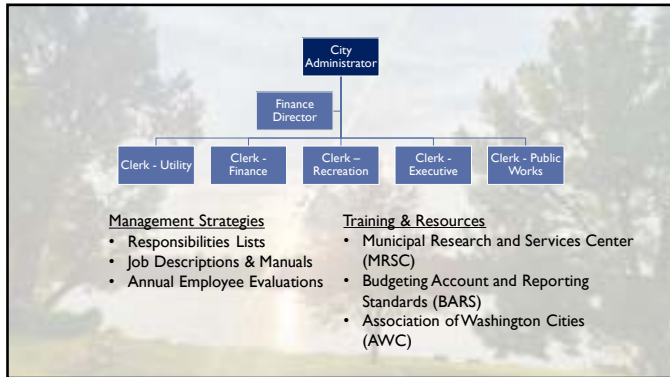 City
Administrator
Finance
Director
Clerk - Utility
Clerk -
Finance
Clerk –
Recreation
Clerk -
Executive
Clerk - Public
Works
Management Strategies
• Responsibilities Lists
• Job Descriptions & Manuals
• Annual Employee Evaluations
Training & Resources
• Municipal Research and Services Center
(MRSC)
• Budgeting Account and Reporting
Standards (BARS)
• Association of Washington Cities
(AWC)